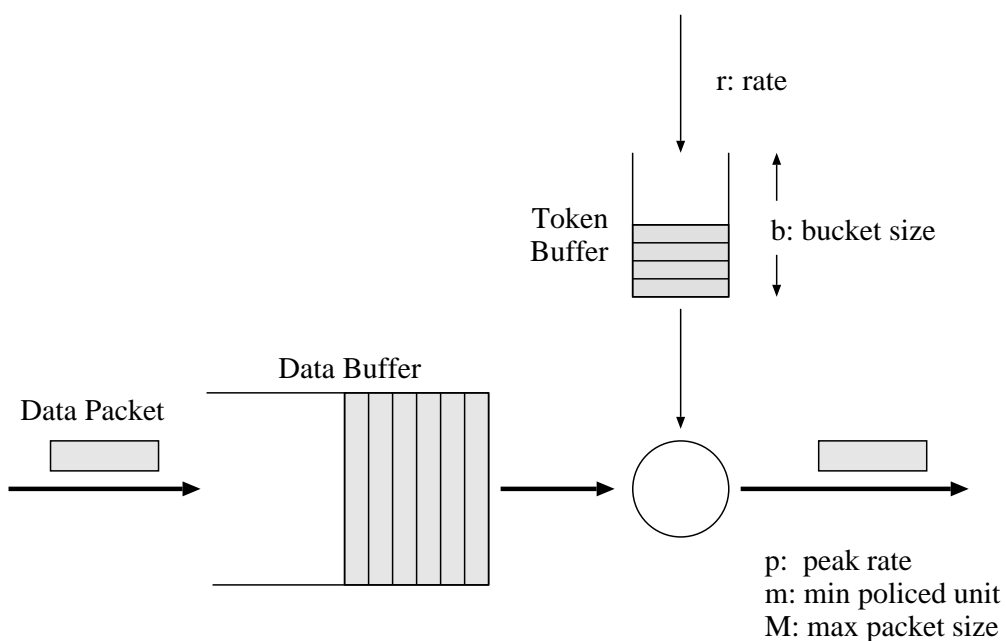 r: rate
Token
Buffer
b: bucket size
Data Buffer
Data Packet
p: peak rate
m: min policed unit
M: max packet size